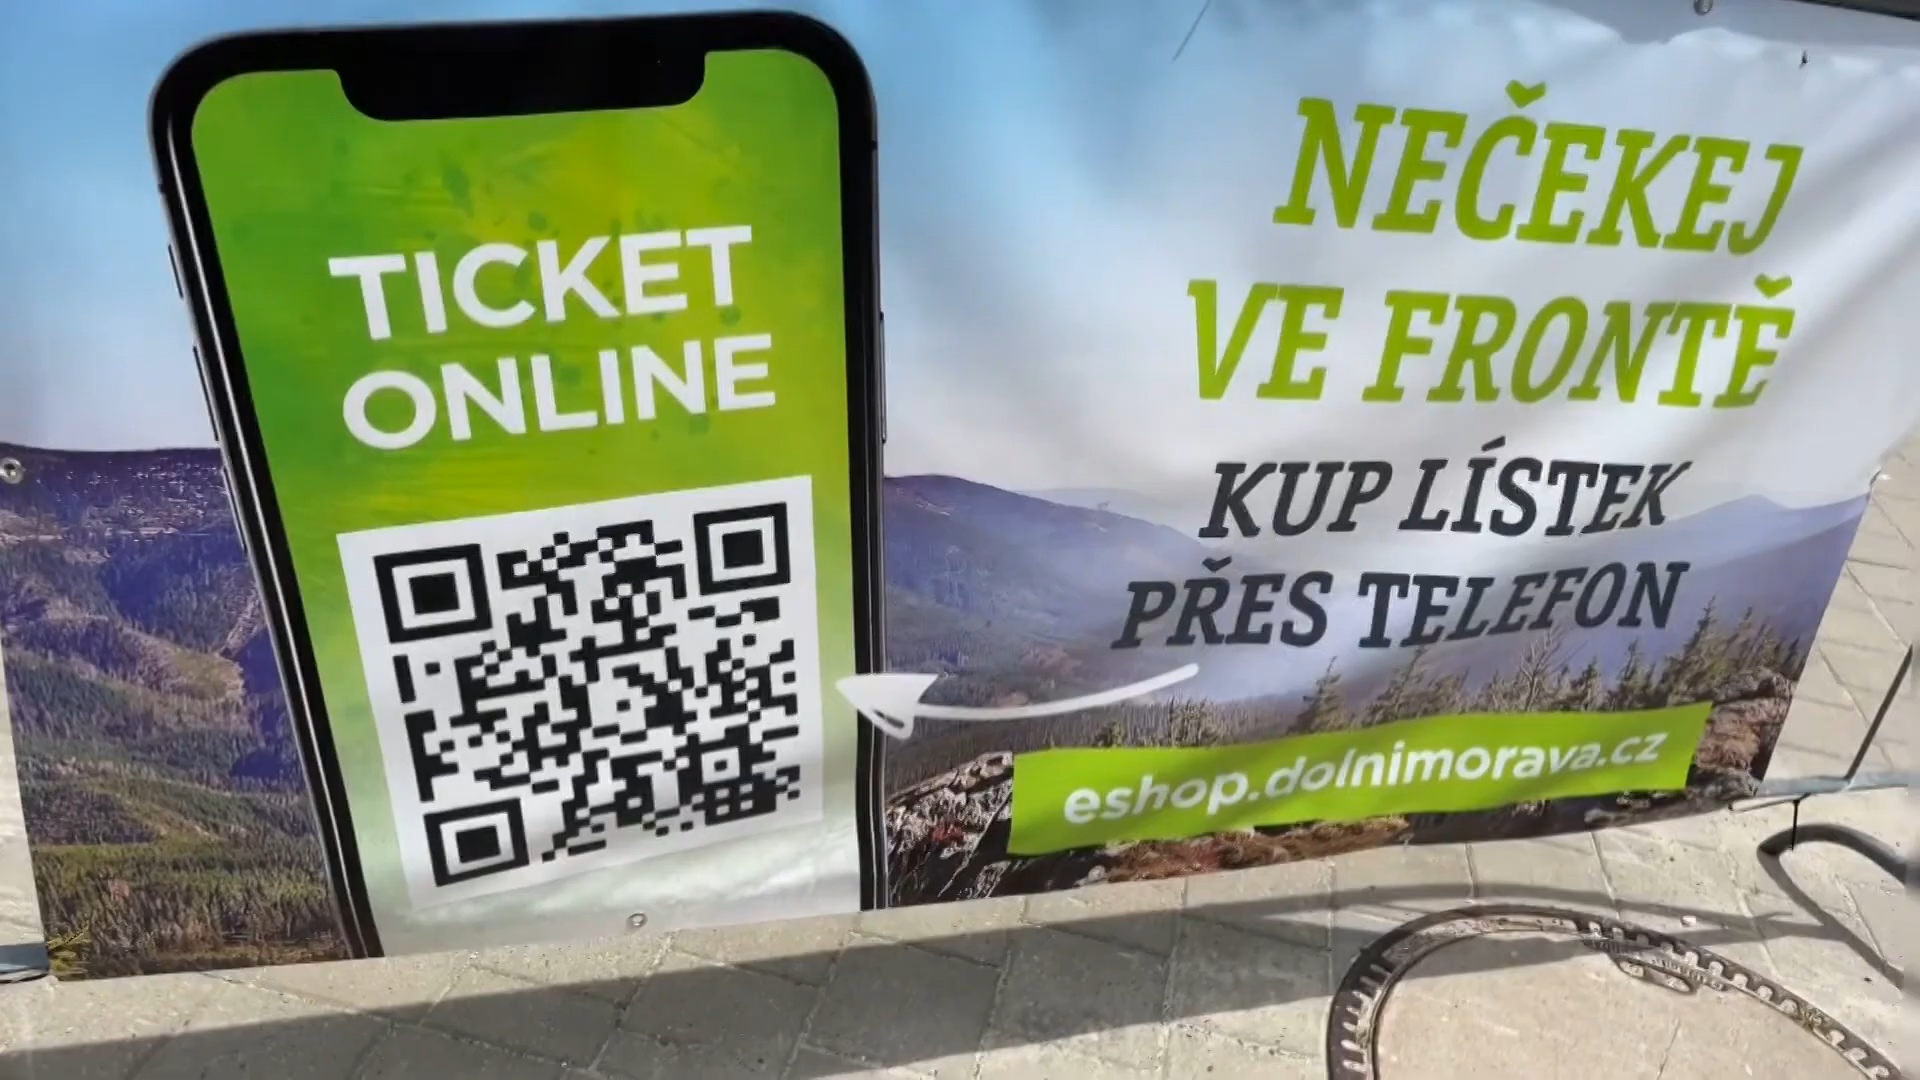 TICKET
ONLINE
NEČEKEJ
VE FRONTĚ
KUP LÍSTEK
PŘES TELEFON
eshop.dolnimorava.cz